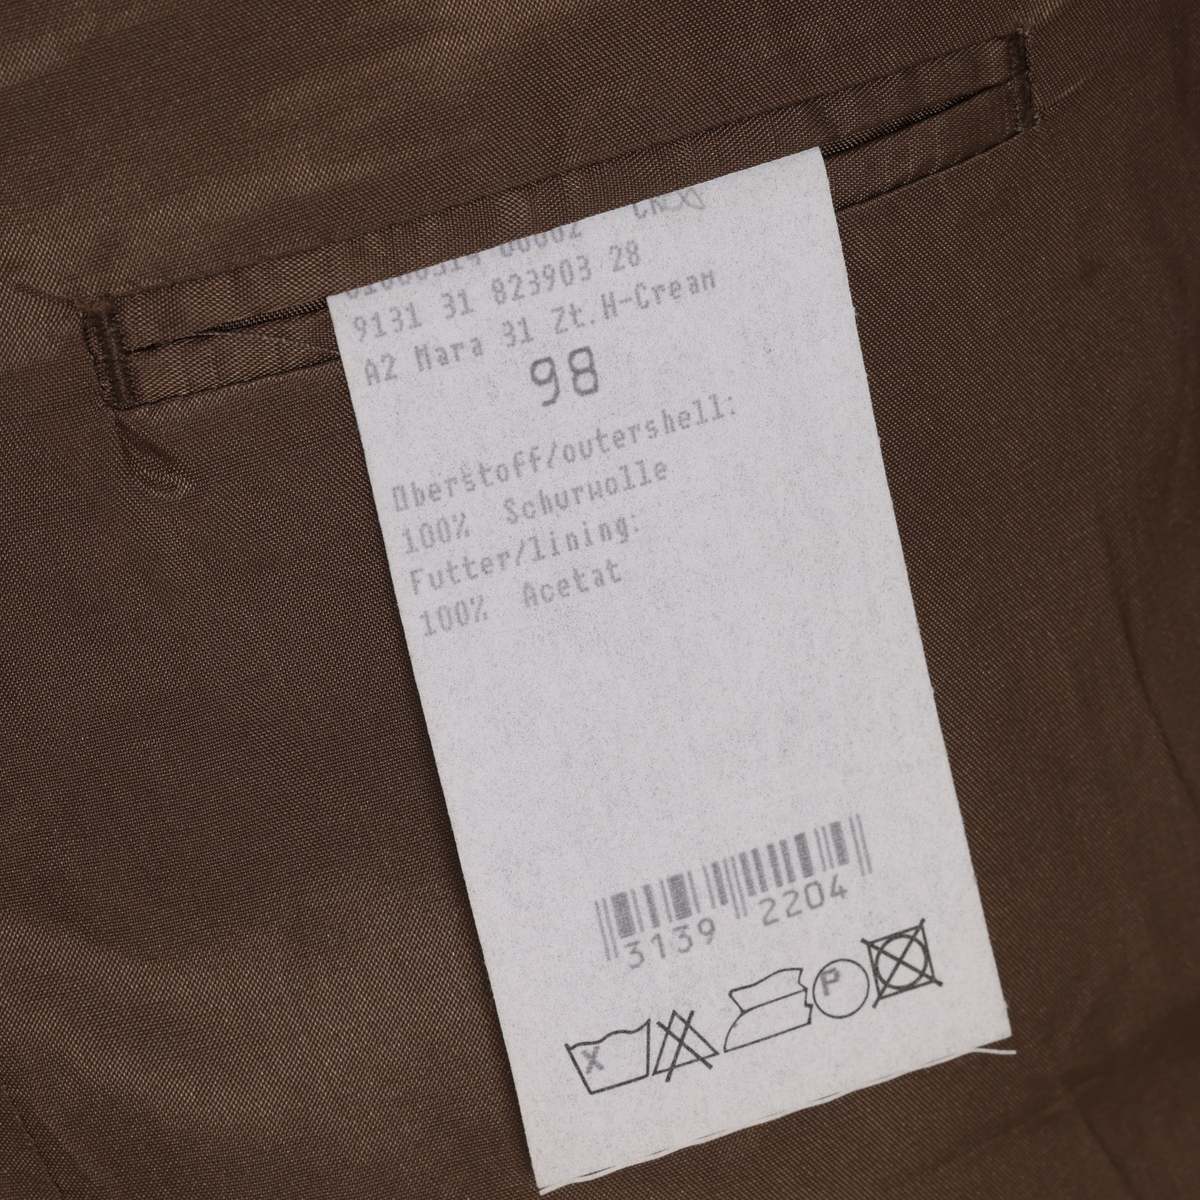 00002
9131 31 823903 28
A2 Mara 31 Zt.H-Cream
98
Oberstoff/outershell:
100% Schurwolle
Futter/lining:
100% Acetat
3139 2204
X
P